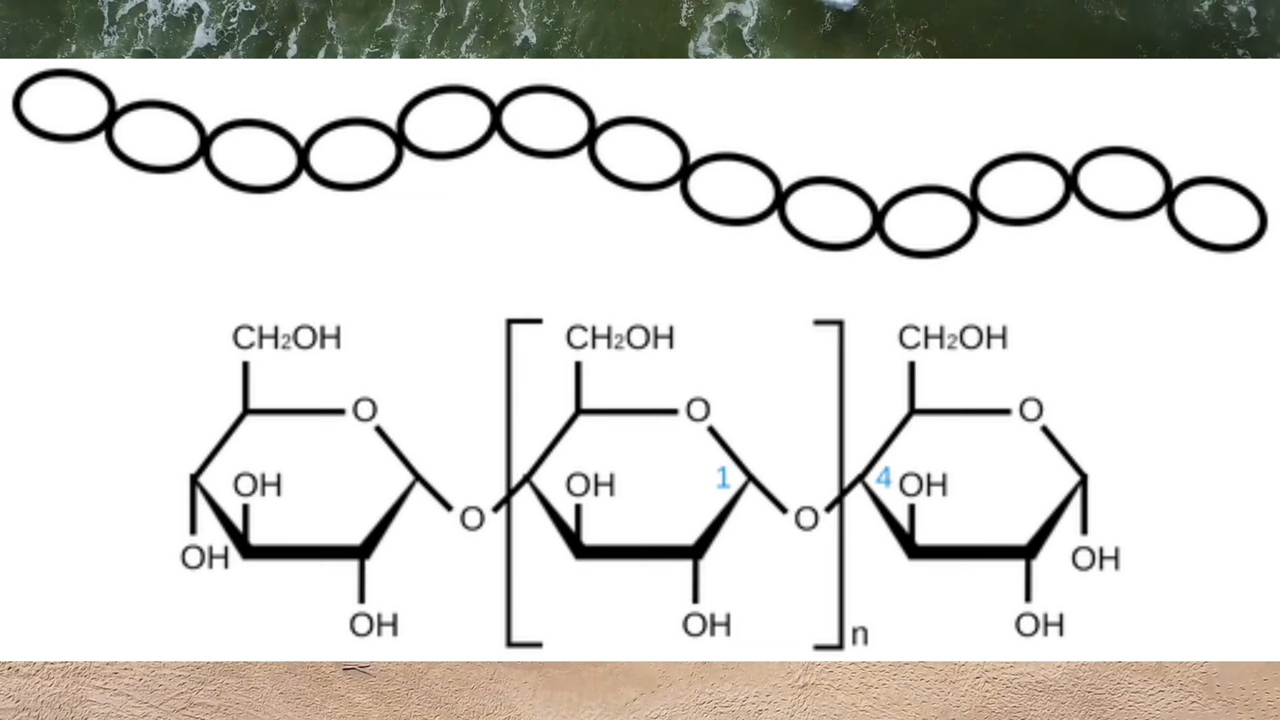 CH₂OH CH₂OH CH₂OH
O O O
OH OH 1 OH 4 OH
O O
OH OH
OH OH OH
n